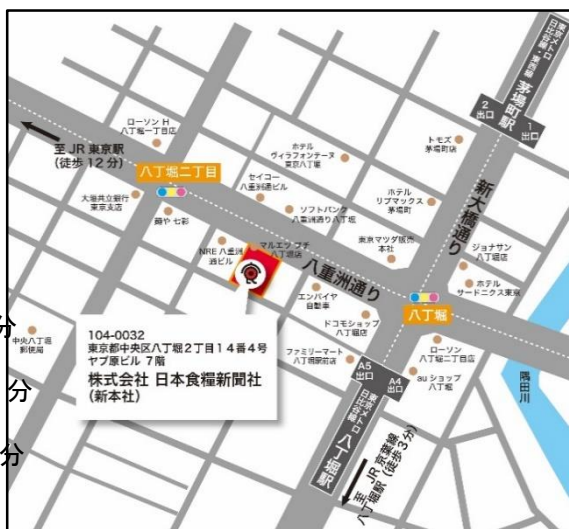 東京メトロ
日比谷線・東西線
茅場町駅
2
出口
1
出口
ローソン H
八丁堀一丁目店
至 JR 東京駅
(徒歩 12 分)
ホテル
ヴィラフォンテーヌ
東京八丁堀
トモズ
茅場町店
八丁堀二丁目
セイコー
八重洲通ビル
大垣共立銀行
東京支店
ソフトバンク
八重洲通り八丁堀
ホテル
リブマックス
茅場町
新大橋通り
麺や 七彩
NRE 八重洲
通ビル
マルエツ プチ
八丁堀店
東京マツダ販売
本社
ジョナサン
八丁堀店
八重洲通り
エンパイヤ
自動車
ホテル
サードニクス東京
八丁堀
ドコモショップ
八丁堀店
分
中央八丁堀
郵便局
104-0032
東京都中央区八丁堀2丁目14番4号
ヤブ原ビル 7階
株式会社 日本食糧新聞社
(新本社)
ファミリーマート
八丁堀駅前店
ローソン
八丁堀二丁目店
A5
出口
A4
出口
au ショップ
八丁堀
隅田川
分
東京メトロ
日比谷線
八丁堀駅
分
至 JR 京葉線
八丁堀駅(徒歩 3 分)